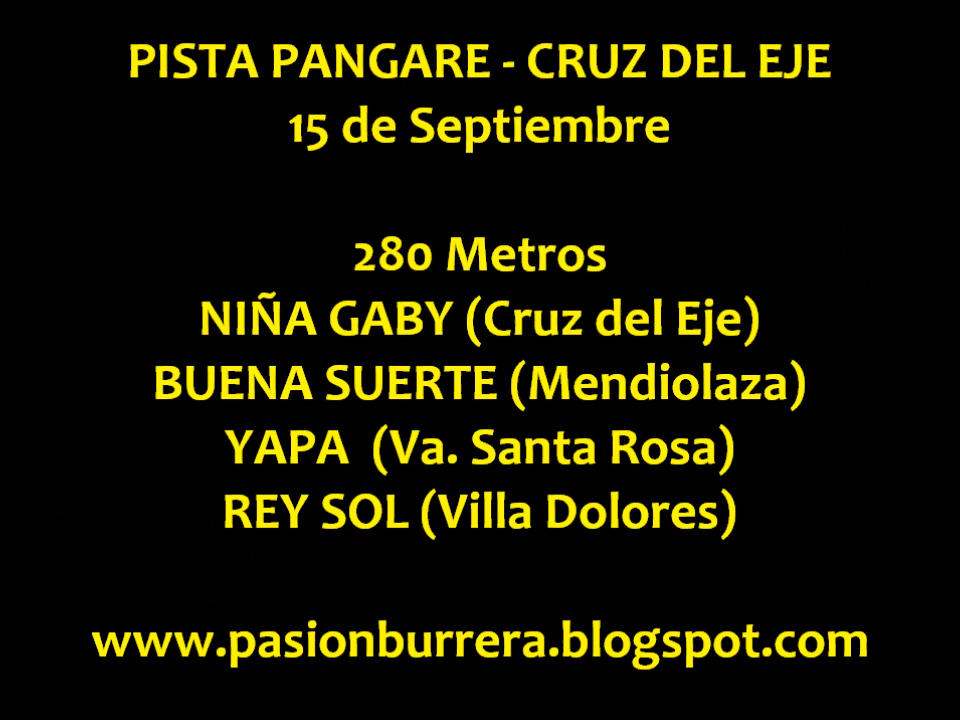 PISTA PANGARE - CRUZ DEL EJE
15 de Septiembre
280 Metros
NIÑA GABY (Cruz del Eje)
BUENA SUERTE (Mendiolaza)
YAPA (Va. Santa Rosa)
REY SOL (Villa Dolores)
www.pasionburrera.blogspot.com